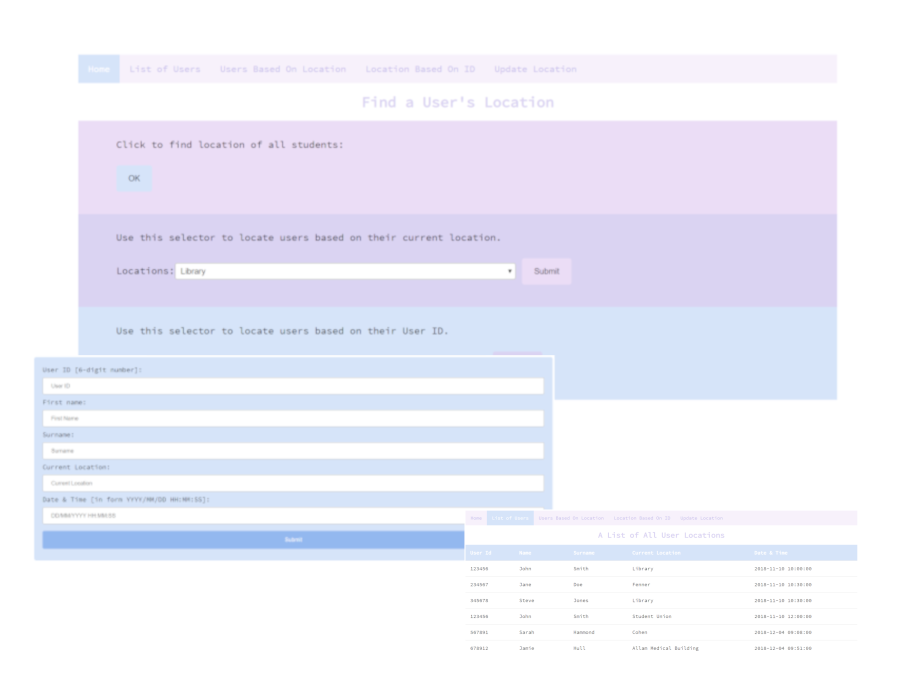 Home List of Users Users Based On Location Location Based On ID Update Location
Find a User's Location
Click to find location of all students:
OK
Use this selector to locate users based on their current location.
Locations: Library Submit
Use this selector to locate users based on their User ID.
User ID [6-digit number]:
User ID
First name:
First Name
Surname:
Surname
Current Location:
Current Location
Date & Time [in form YYYY/MM/DD HH:MM:SS]:
DD/MM/YYYY HH:MM:SS
Submit
Home List of Users Users Based On Location Location Based On ID Update Location
A List of All User Locations
User Id Name Surname Current Location Date & Time
123456 John Smith Library 2018-11-10 10:00:00
234567 Jane Doe Fenner 2018-11-10 10:30:00
345678 Steve Jones Library 2018-11-10 10:30:00
123456 John Smith Student Union 2018-11-10 12:00:00
567891 Sarah Hammond Cohen 2018-12-04 09:08:00
678912 Jamie Hull Allam Medical Building 2018-12-04 09:51:00